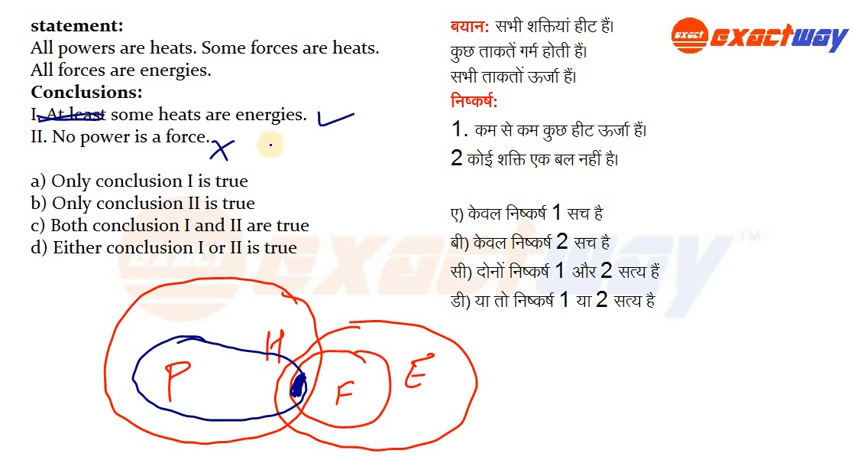 statement:
All powers are heats. Some forces are heats.
All forces are energies.
Conclusions:
I. At least some heats are energies.
II. No power is a force.
a) Only conclusion I is true
b) Only conclusion II is true
c) Both conclusion I and II are true
d) Either conclusion I or II is true
बयान: सभी शक्तियां हीट हैं।
कुछ ताकतें गर्म होती हैं।
सभी ताकतों ऊर्जा हैं।
निष्कर्ष:
1. कम से कम कुछ हीट ऊर्जा हैं।
2 कोई शक्ति एक बल नहीं है।
ए) केवल निष्कर्ष 1 सच है
बी) केवल निष्कर्ष 2 सच है
सी) दोनों निष्कर्ष 1 और 2 सत्य हैं
डी) या तो निष्कर्ष 1 या 2 सत्य है
exactway
exactway™
P H F E